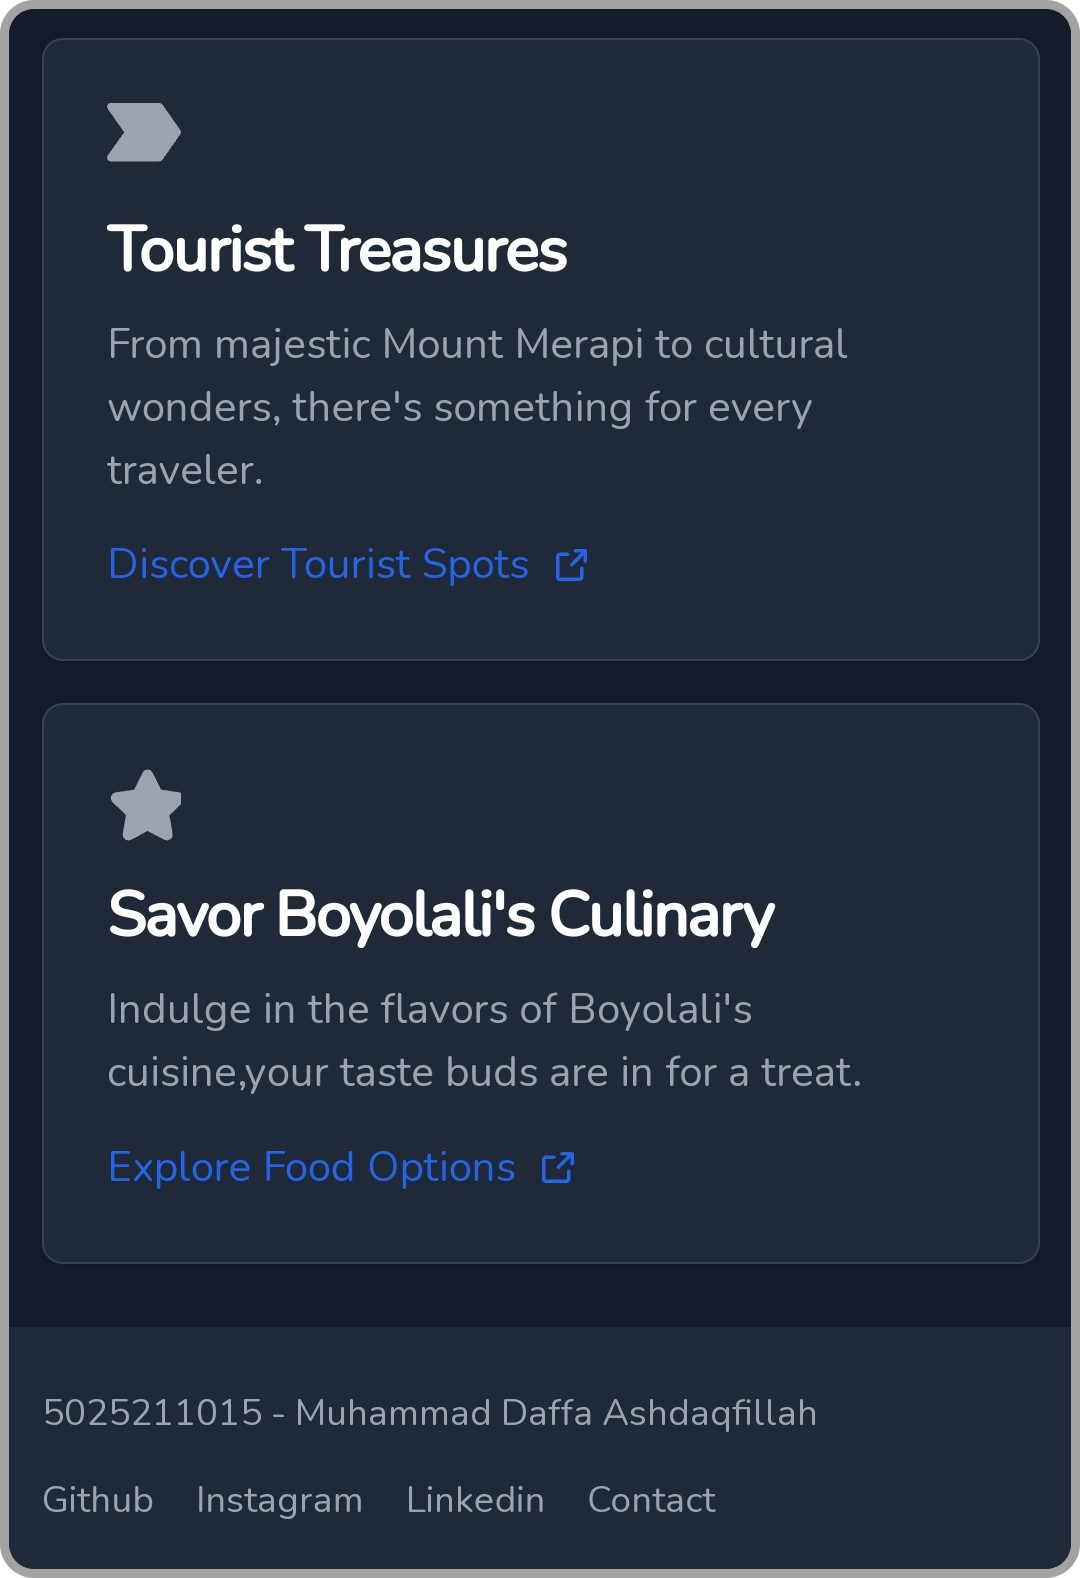 Tourist Treasures
From majestic Mount Merapi to cultural
wonders, there's something for every
traveler.
Discover Tourist Spots
Savor Boyolali's Culinary
Indulge in the flavors of Boyolali's
cuisine,your taste buds are in for a treat.
Explore Food Options
5025211015 - Muhammad Daffa Ashdaqfillah
Github Instagram Linkedin Contact